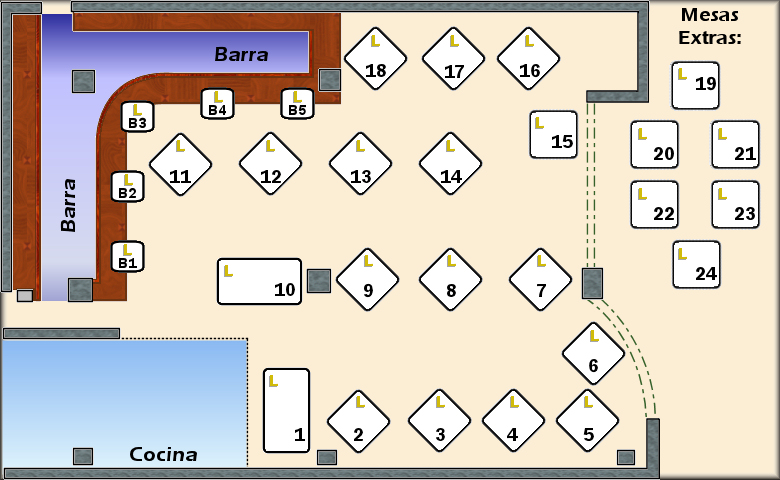 Mesas
Extras:
Barra
L
18
L
17
L
16
L
19
L
B3
L
B4
L
B5
L
15
L
20
L
21
L
11
L
12
L
13
L
14
Barra
L
B2
L
22
L
23
L
B1
L
10
L
9
L
8
L
7
L
24
L
6
L
1
L
2
L
3
L
4
L
5
Cocina